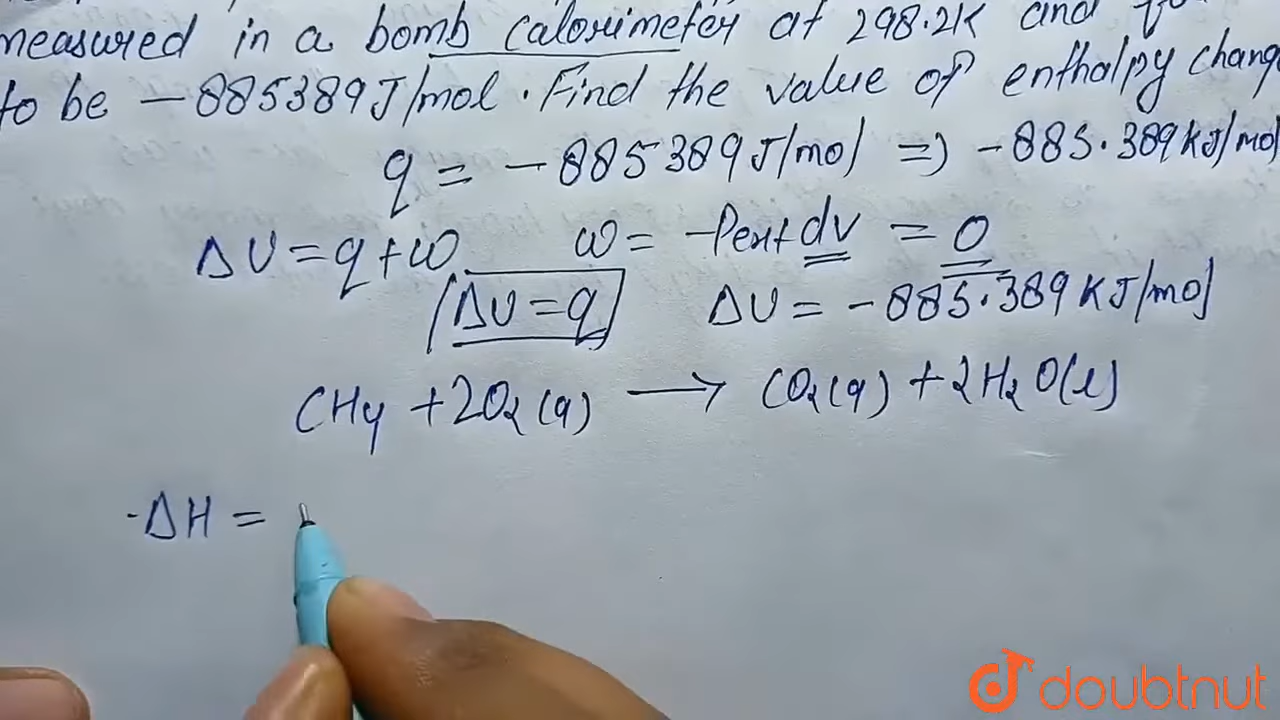 measured in a bomb calorimeter at 298.2K and
to be - 885389 J/mol. Find the value of enthalpy chang
q = - 885389 J/mol => - 885.389 KJ/mol
ΔU = q + w w = - Pext dv = 0
[ΔU = q] ΔU = - 885.389 KJ/mol
CH4 + 2O2 (g) → CO2 (g) + 2H2O(l)
ΔH =
doubtnut